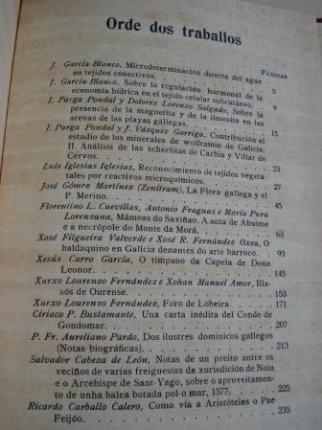 Orde dos traballos
PÁXINAS
J. García-Blanco, Microdeterminación directa del agua
en tejidos conectivos. 5
J. García-Blanco, Sobre la regulación hormonal de la
economía hídrica en el tejido celular subcutáneo. 9
I. Parga Pondal y Dolores Lorenzo Salgado, Sobre la
presencia de la magnetita y de la ilmenita en las
arenas de las playas gallegas. 15
I. Parga Pondal y J. Vázquez Garriga, Contribución al
estudio de los minerales de wolframio de Galicia.
II. Análisis de las scheelitas de Carbia y Villar de
Cervos. 23
Luis Iglesias Iglesias, Reconocimiento de tejidos vegeta-
les por reactivos microquímicos. 27
José Gómez Martínez (Zendtram), La Flora gallega y el
P. Merino. 45
Florentino L. Cuevillas, Antonio Fraguas e María Pura
Lorenzana, Mámoas do Saviñao. A anta de Abuime
e a necrópolo do Monte da Morá. 63
Xosé Filgueira Valverde e Xosé R. Fernández Oxea, O
baldaquino en Galicia denantes do arte barroco. 93
Xesús Carro García, O tímpano da Capela de Dona
Leonor. 145
Xurxo Lourenzo Fernández e Xohan Manuel Amor, Bla-
sós de Ourense. 153
Xurxo Lourenzo Fernández, Foro de Lobeira. 171
Ciriaco P. Bustamante, Una carta inédita del Conde de
Gondomar. 207
P. Fr. Aureliano Pardo, Dos ilustres dominicos gallegos
(Notas biográficas). 213
Salvador Cabeza de León, Notas de un preito entre os
veciños de varias freiguesías da xurisdición de Noia
e o Arcebispe de Sant-Yago, sobre o aproveitamen-
to de unha balea botada pol-o mar, 1577. 225
Ricardo Carballo Calero, Como vía a Aristóteles o Pae
Feijóo. 235